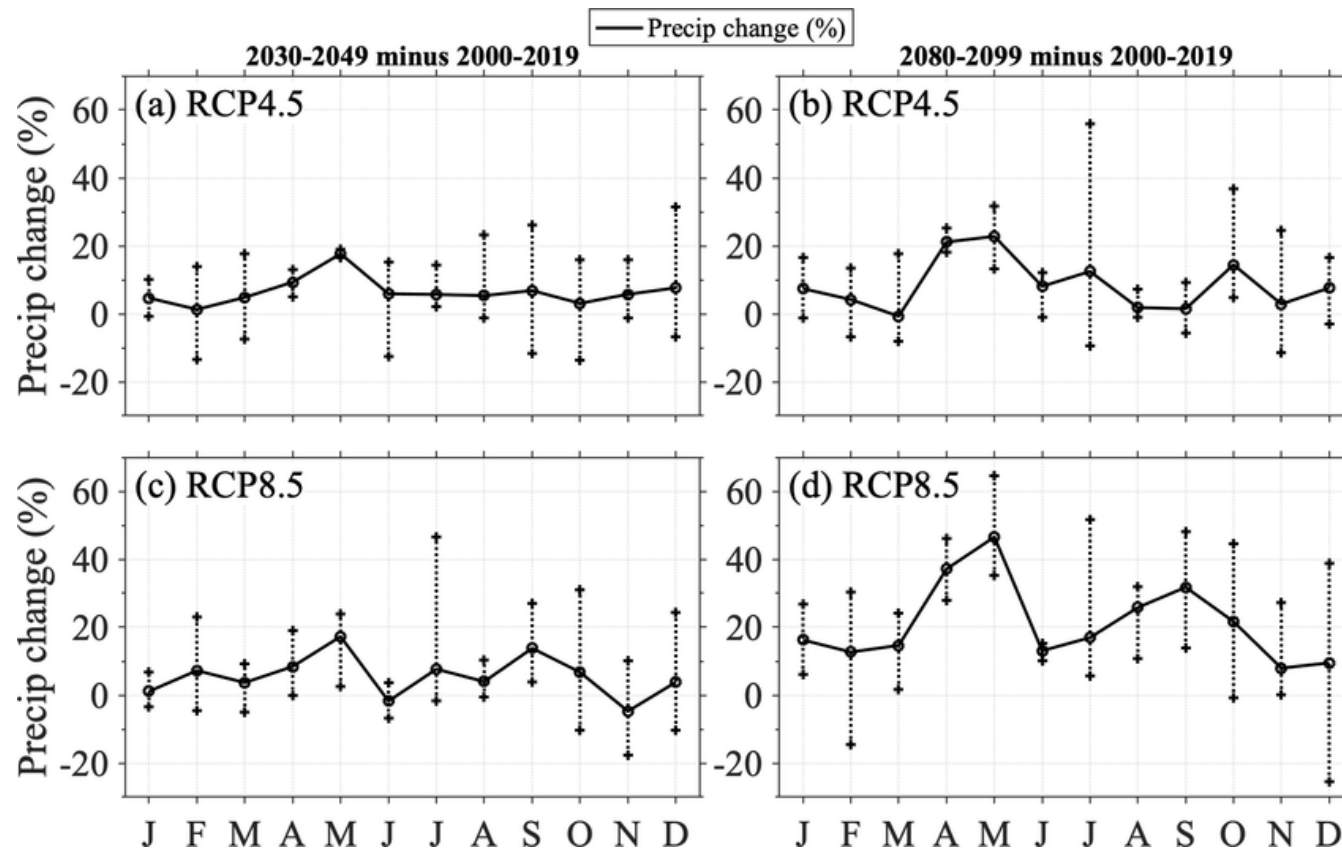 Precip change (%)
2030-2049 minus 2000-2019
2080-2099 minus 2000-2019
(a) RCP4.5
Precip change (%)
60
40
20
0
-20
(b) RCP4.5
60
40
20
0
-20
(c) RCP8.5
Precip change (%)
60
40
20
0
-20
J F M A M J J A S O N D
(d) RCP8.5
60
40
20
0
-20
J F M A M J J A S O N D